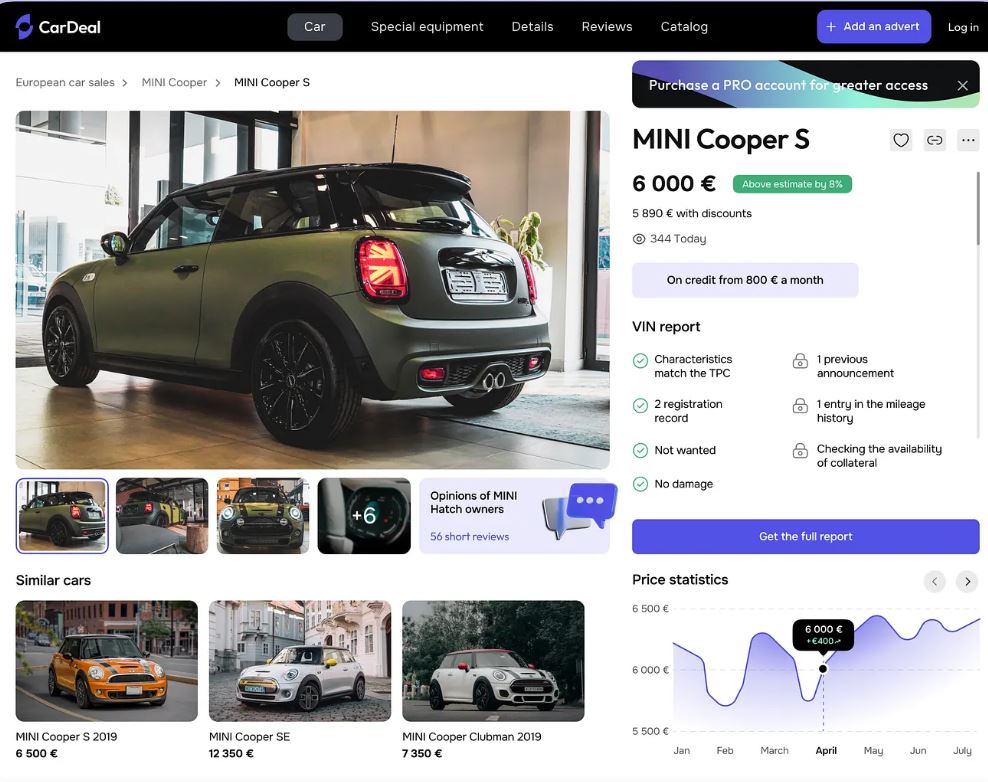 CarDeal
Car
Special equipment
Details
Reviews
Catalog
+ Add an advert
Log in
European car sales > MINI Cooper > MINI Cooper S
Purchase a PRO account for greater access
MINI Cooper S
6 000 €
Above estimate by 8%
5 890 € with discounts
344 Today
On credit from 800 € a month
VIN report
Characteristics
match the TPC
1 previous
announcement
2 registration
record
1 entry in the mileage
history
Not wanted
Checking the availability
of collateral
No damage
Get the full report
+6
Opinions of MINI
Hatch owners
56 short reviews
Similar cars
MINI Cooper S 2019
6 500 €
MINI Cooper SE
12 350 €
MINI Cooper Clubman 2019
7 350 €
Price statistics
6 500 €
6 000 €
5 500 €
6 000 €
+€400
Jan
Feb
March
April
May
Jun
July